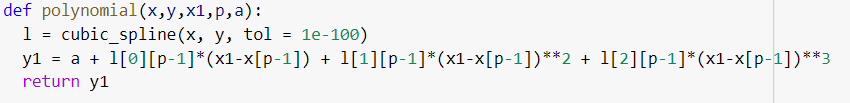 def polynomial(x,y,x1,p,a):
l = cubic_spline(x, y, tol = 1e-100)
y1 = a + l[0][p-1]*(x1-x[p-1]) + l[1][p-1]*(x1-x[p-1])**2 + l[2][p-1]*(x1-x[p-1])**3
return y1